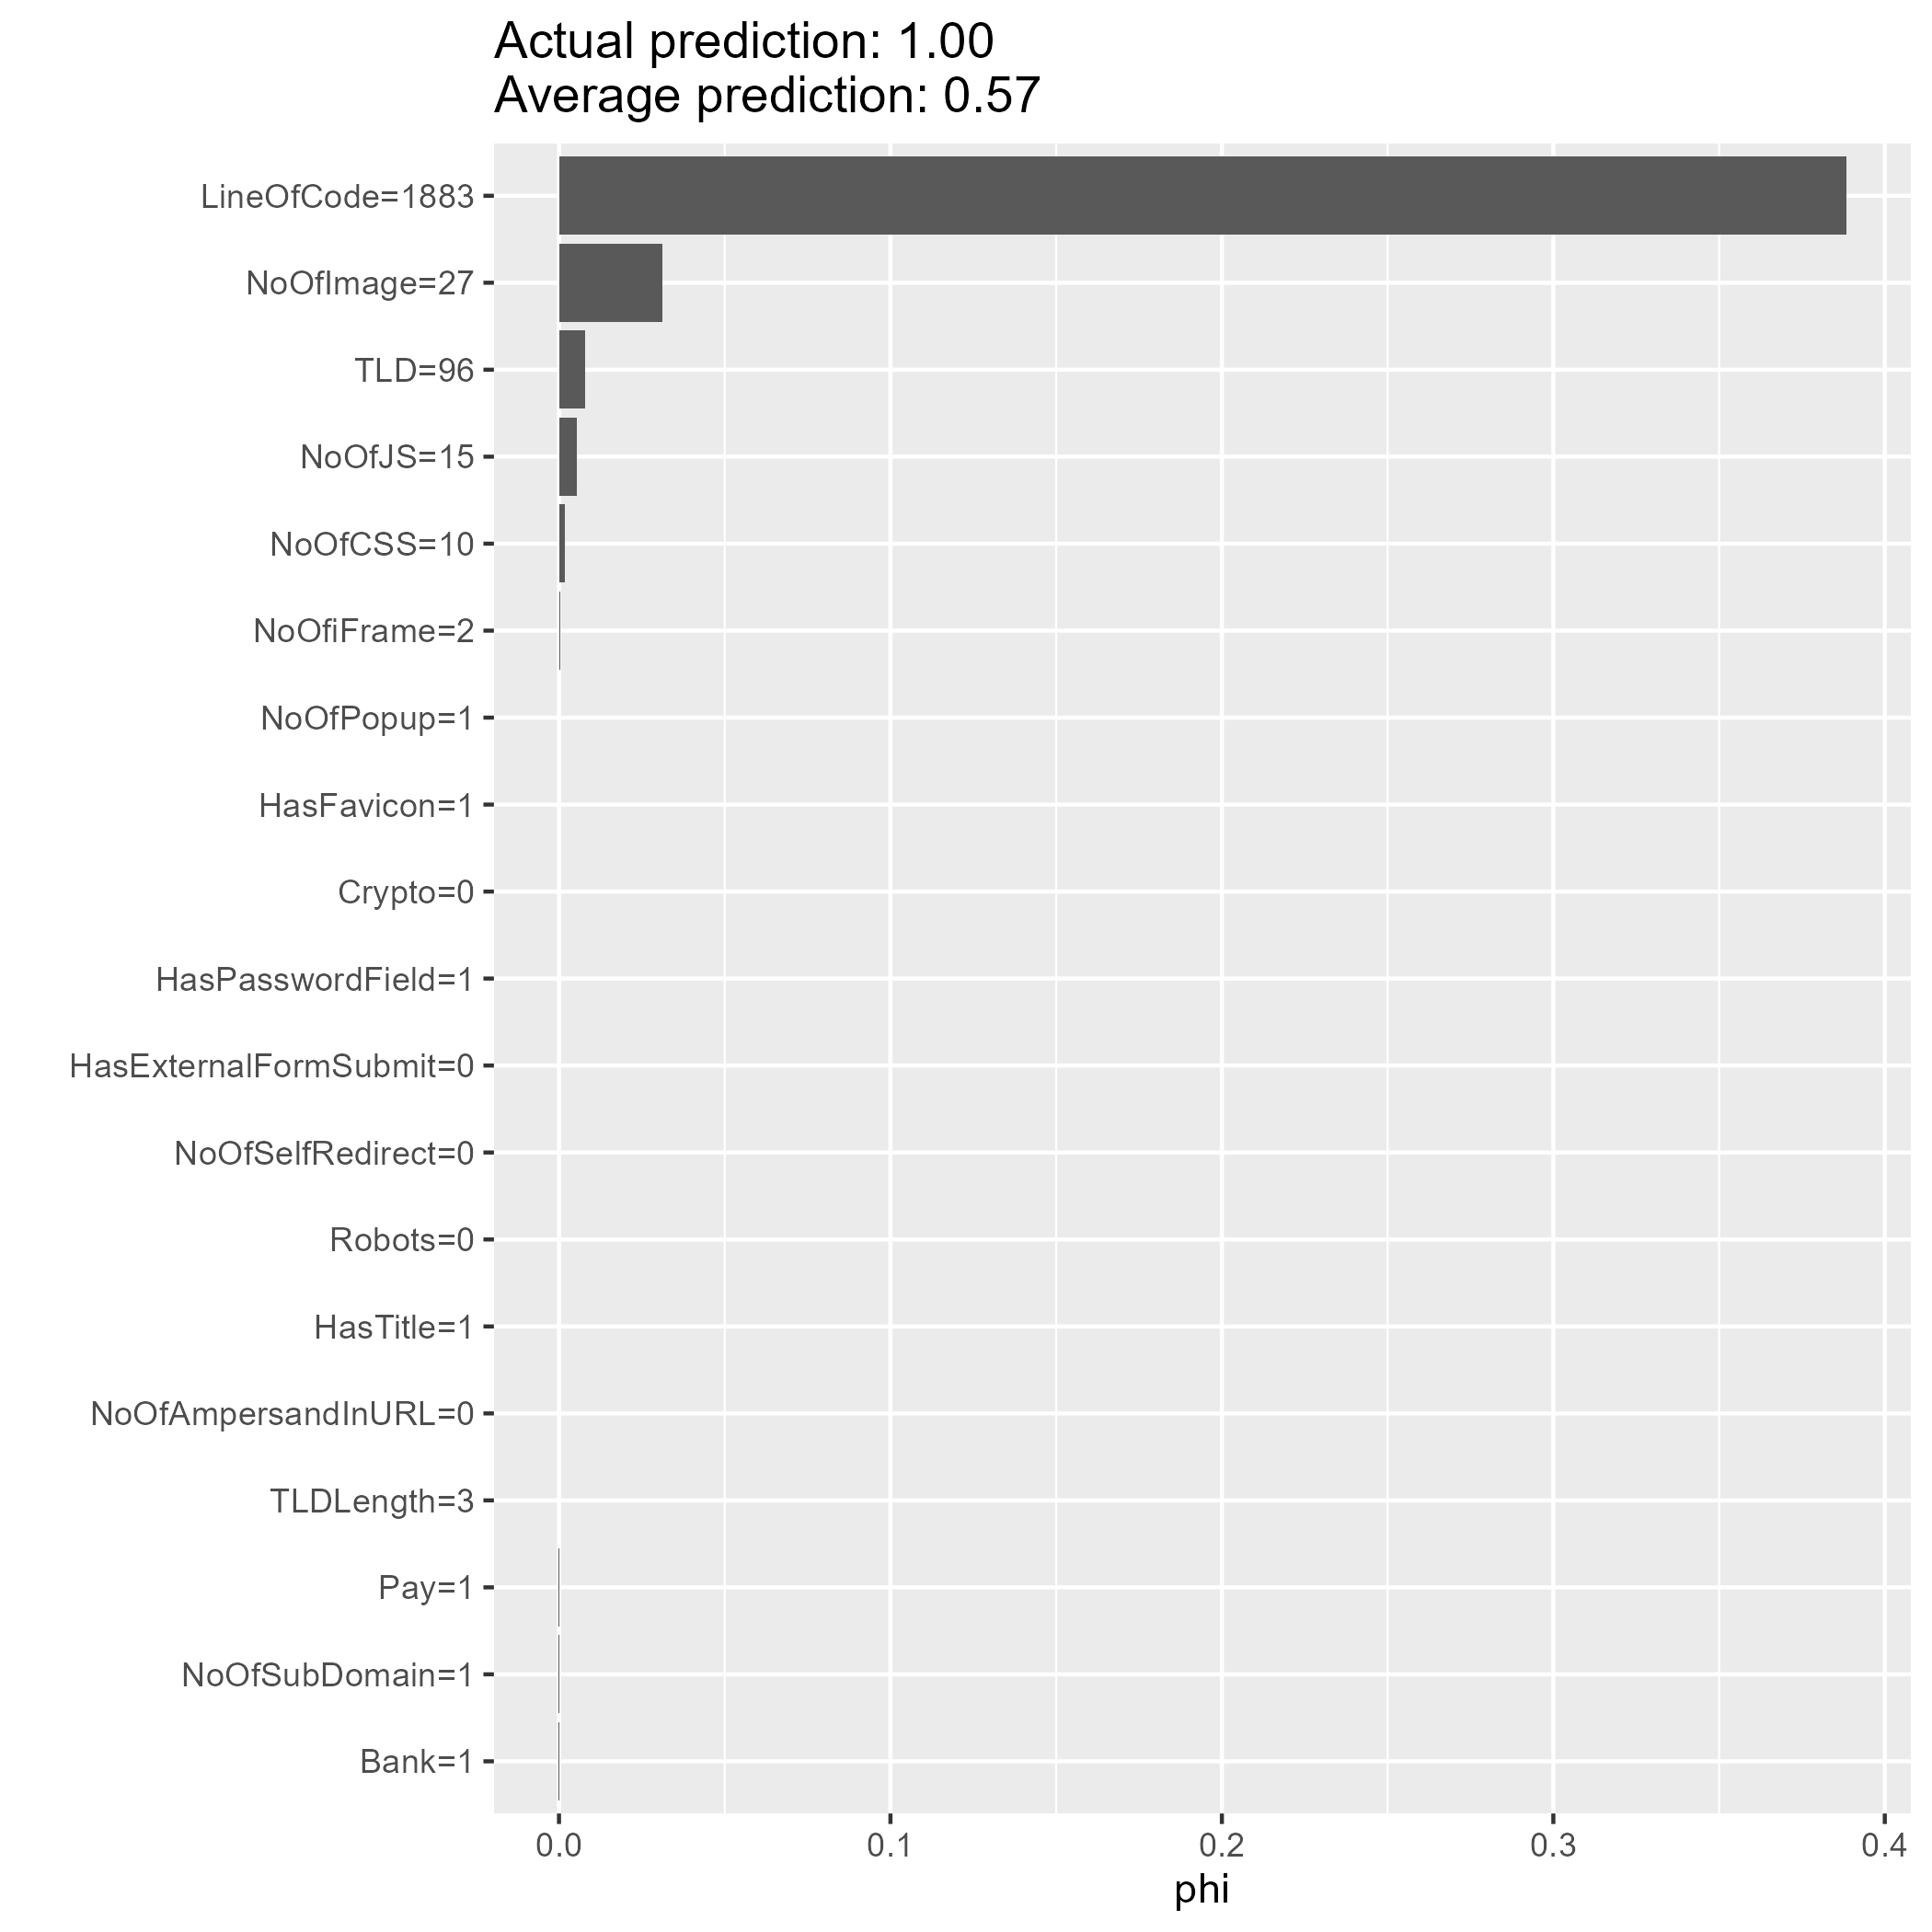 Actual prediction: 1.00
Average prediction: 0.57
LineOfCode=1883
NoOfImage=27
TLD=96
NoOfJS=15
NoOfCSS=10
NoOfiFrame=2
NoOfPopup=1
HasFavicon=1
Crypto=0
HasPasswordField=1
HasExternalFormSubmit=0
NoOfSelfRedirect=0
Robots=0
HasTitle=1
NoOfAmpersandInURL=0
TLDLength=3
Pay=1
NoOfSubDomain=1
Bank=1
0.0 0.1 0.2 0.3 0.4
phi